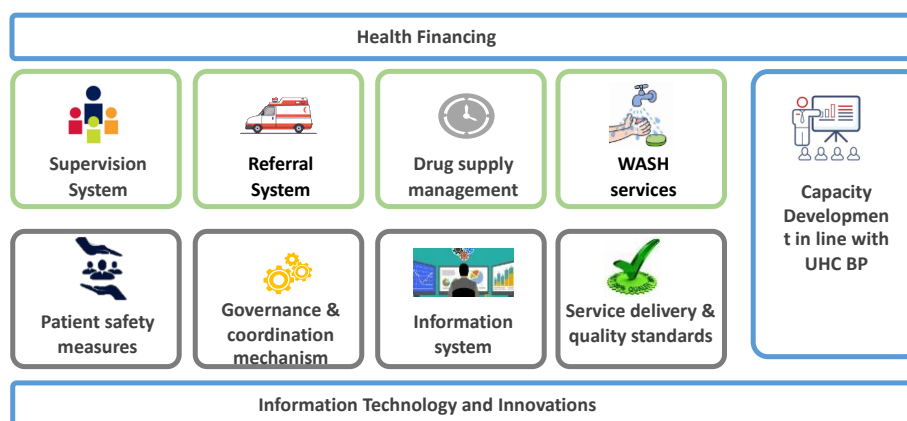 Health Financing
Supervision
System
Referral
System
Drug supply
management
WASH
services
Capacity
Developmen
t in line with
UHC BP
Patient safety
measures
Governance &
coordination
mechanism
Information
system
Service delivery &
quality standards
Information Technology and Innovations